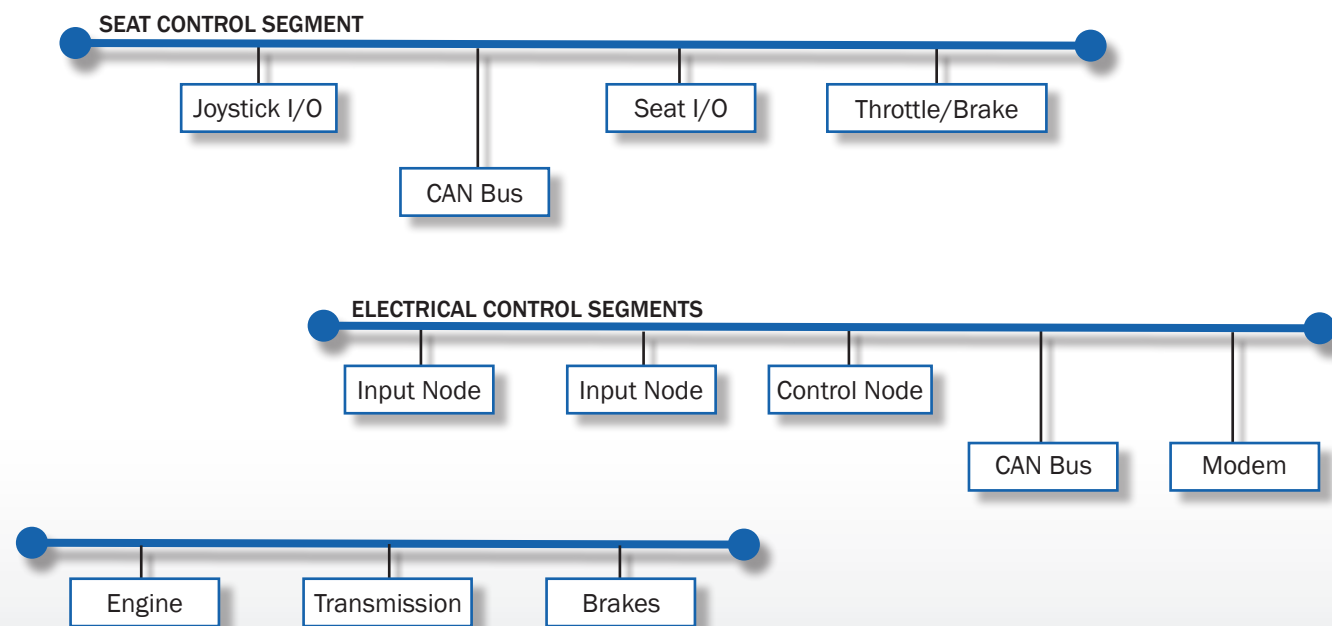 SEAT CONTROL SEGMENT
Joystick I/O
Seat I/O
Throttle/Brake
CAN Bus
ELECTRICAL CONTROL SEGMENTS
Input Node
Input Node
Control Node
CAN Bus
Modem
Engine
Transmission
Brakes